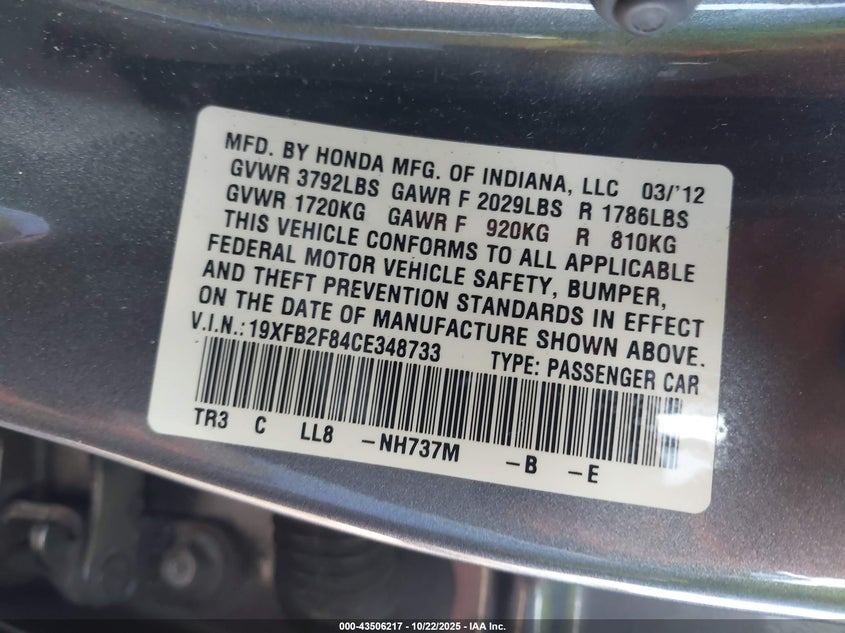 MFD. BY HONDA MFG. OF INDIANA, LLC 03/'12
GVWR 3792LBS GAWR F 2029LBS R 1786LBS
GVWR 1720KG GAWR F 920KG R 810KG
THIS VEHICLE CONFORMS TO ALL APPLICABLE
FEDERAL MOTOR VEHICLE SAFETY, BUMPER,
AND THEFT PREVENTION STANDARDS IN EFFECT
ON THE DATE OF MANUFACTURE SHOWN ABOVE.
V.I.N.: 19XFB2F84CE348733 TYPE: PASSENGER CAR
TR3 C LL8 -NH737M -B -E
000-43506217 - 10/22/2025 - IAA Inc.